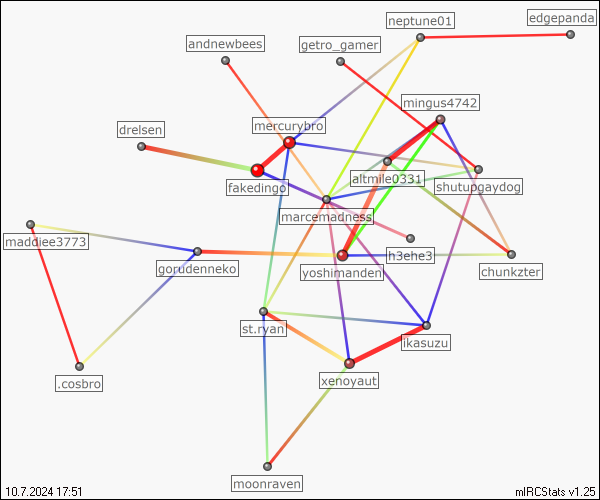 neptune01
edgepanda
andnewbees
getro_gamer
mingus4742
mercurybro
drelsen
altmile0331
fakedingo
shutupgaydog
marcemadness
maddiee3773
h3ehe3
gorudenneko
yoshimanden
chunkzter
st.ryan
ikasuzu
.cosbro
xenoyaut
moonraven
10.7.2024 17:51
mIRCStats v1.25